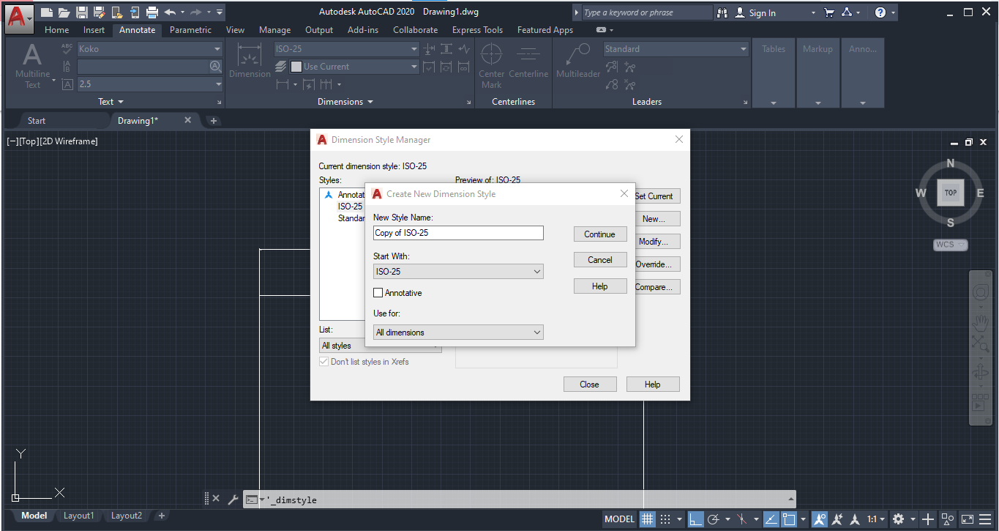 Autodesk AutoCAD 2020 Drawing1.dwg
Type a keyword or phrase
Sign In
Home Insert Annotate Parametric View Manage Output Add-ins Collaborate Express Tools Featured Apps
ABC
Koko
ISO-25
Standard
Tables
Markup
Anno...
A
Multiline
Text
Use Current
Dimension
Center
Mark
Centerline
Multileader
2.5
Text
Dimensions
Centerlines
Leaders
Start
Drawing1*
[−][Top][2D Wireframe]
Dimension Style Manager
Current dimension style: ISO-25
Styles:
Preview of: ISO-25
Annotat
ISO-25
Standar
Set Current
New...
Modify...
Override...
Compare...
Create New Dimension Style
New Style Name:
Copy of ISO-25
Continue
Start With:
ISO-25
Cancel
Annotative
Help
Use for:
All dimensions
List:
All styles
Don't list styles in Xrefs
Close
Help
N
W
TOP
E
S
WCS
Y
X
'_dimstyle
Model
Layout1
Layout2
MODEL
1:1